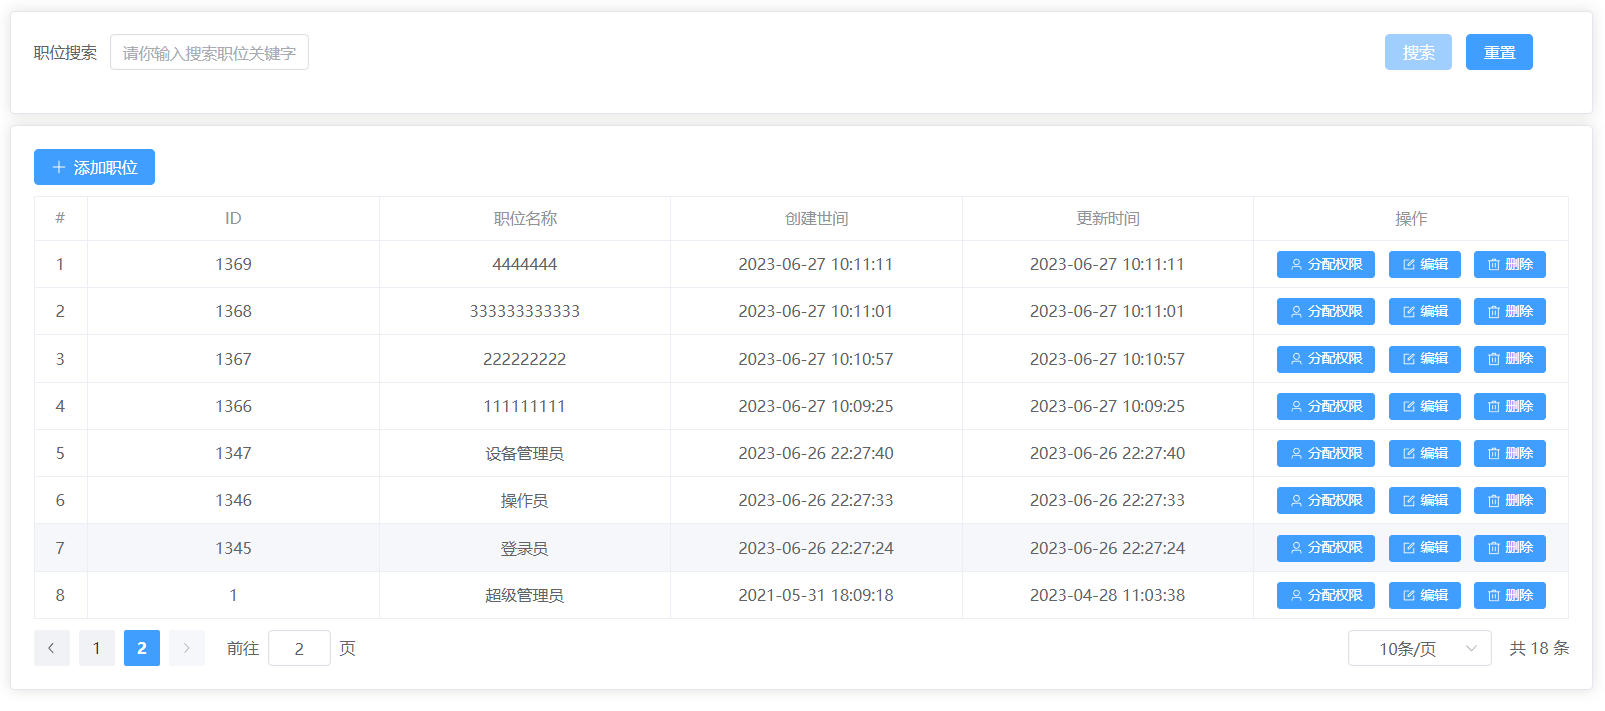 职位搜索 请你输入搜索职位关键字 搜索 重置
添加职位
# ID 职位名称 创建世间 更新时间 操作
1 1369 4444444 2023-06-27 10:11:11 2023-06-27 10:11:11 分配权限 编辑 删除
2 1368 333333333333 2023-06-27 10:11:01 2023-06-27 10:11:01 分配权限 编辑 删除
3 1367 222222222 2023-06-27 10:10:57 2023-06-27 10:10:57 分配权限 编辑 删除
4 1366 111111111 2023-06-27 10:09:25 2023-06-27 10:09:25 分配权限 编辑 删除
5 1347 设备管理员 2023-06-26 22:27:40 2023-06-26 22:27:40 分配权限 编辑 删除
6 1346 操作员 2023-06-26 22:27:33 2023-06-26 22:27:33 分配权限 编辑 删除
7 1345 登录员 2023-06-26 22:27:24 2023-06-26 22:27:24 分配权限 编辑 删除
8 1 超级管理员 2021-05-31 18:09:18 2023-04-28 11:03:38 分配权限 编辑 删除
1 2 前往 2 页 10条/页 共 18 条